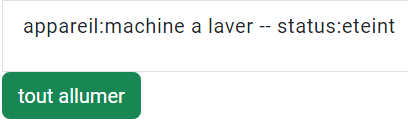 appareil:machine a laver -- status:eteint
tout allumer